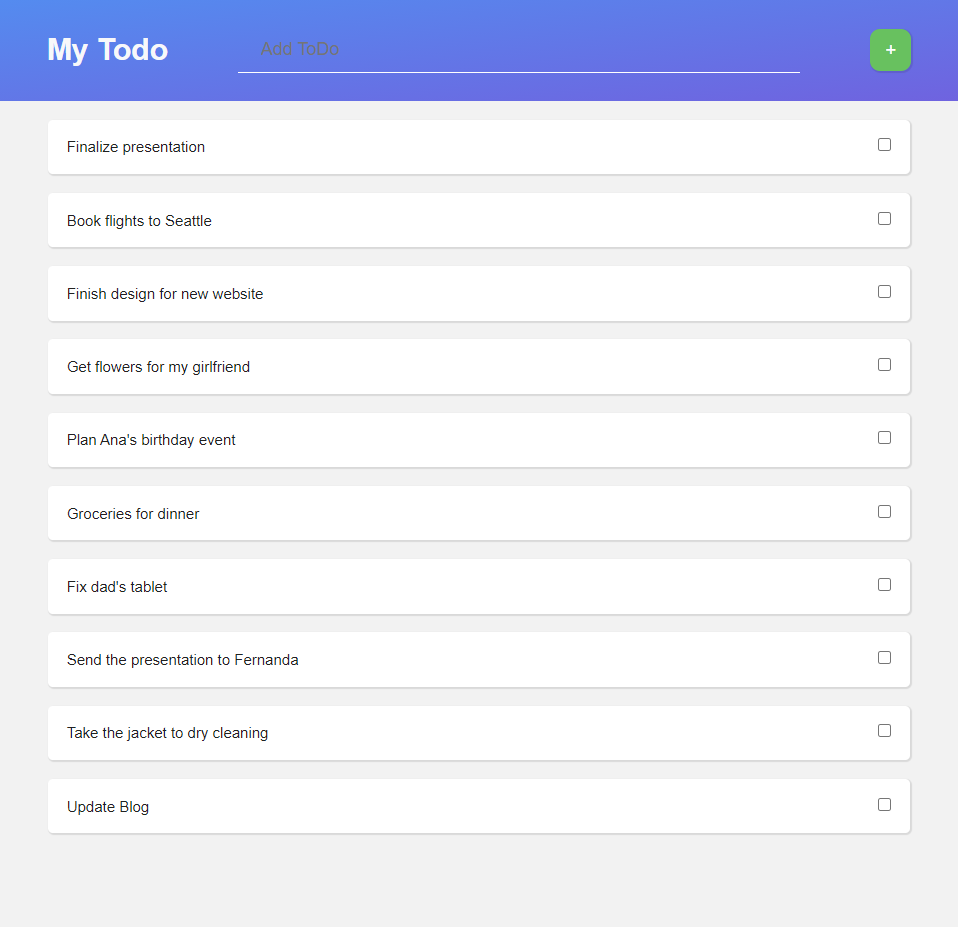 My Todo
Add ToDo
+
Finalize presentation
Book flights to Seattle
Finish design for new website
Get flowers for my girlfriend
Plan Ana's birthday event
Groceries for dinner
Fix dad's tablet
Send the presentation to Fernanda
Take the jacket to dry cleaning
Update Blog